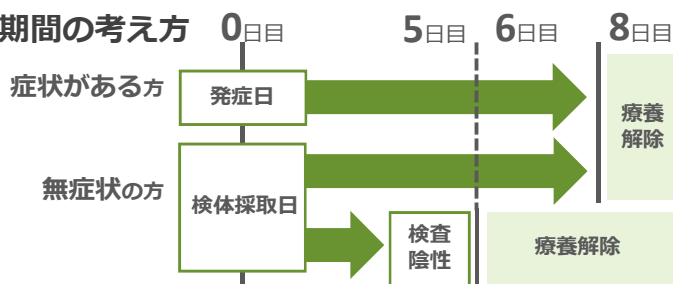 期間の考え方
0日目
5日目
6日目
8日目
症状がある方
発症日
療養
解除
無症状の方
検体採取日
検査
陰性
療養解除